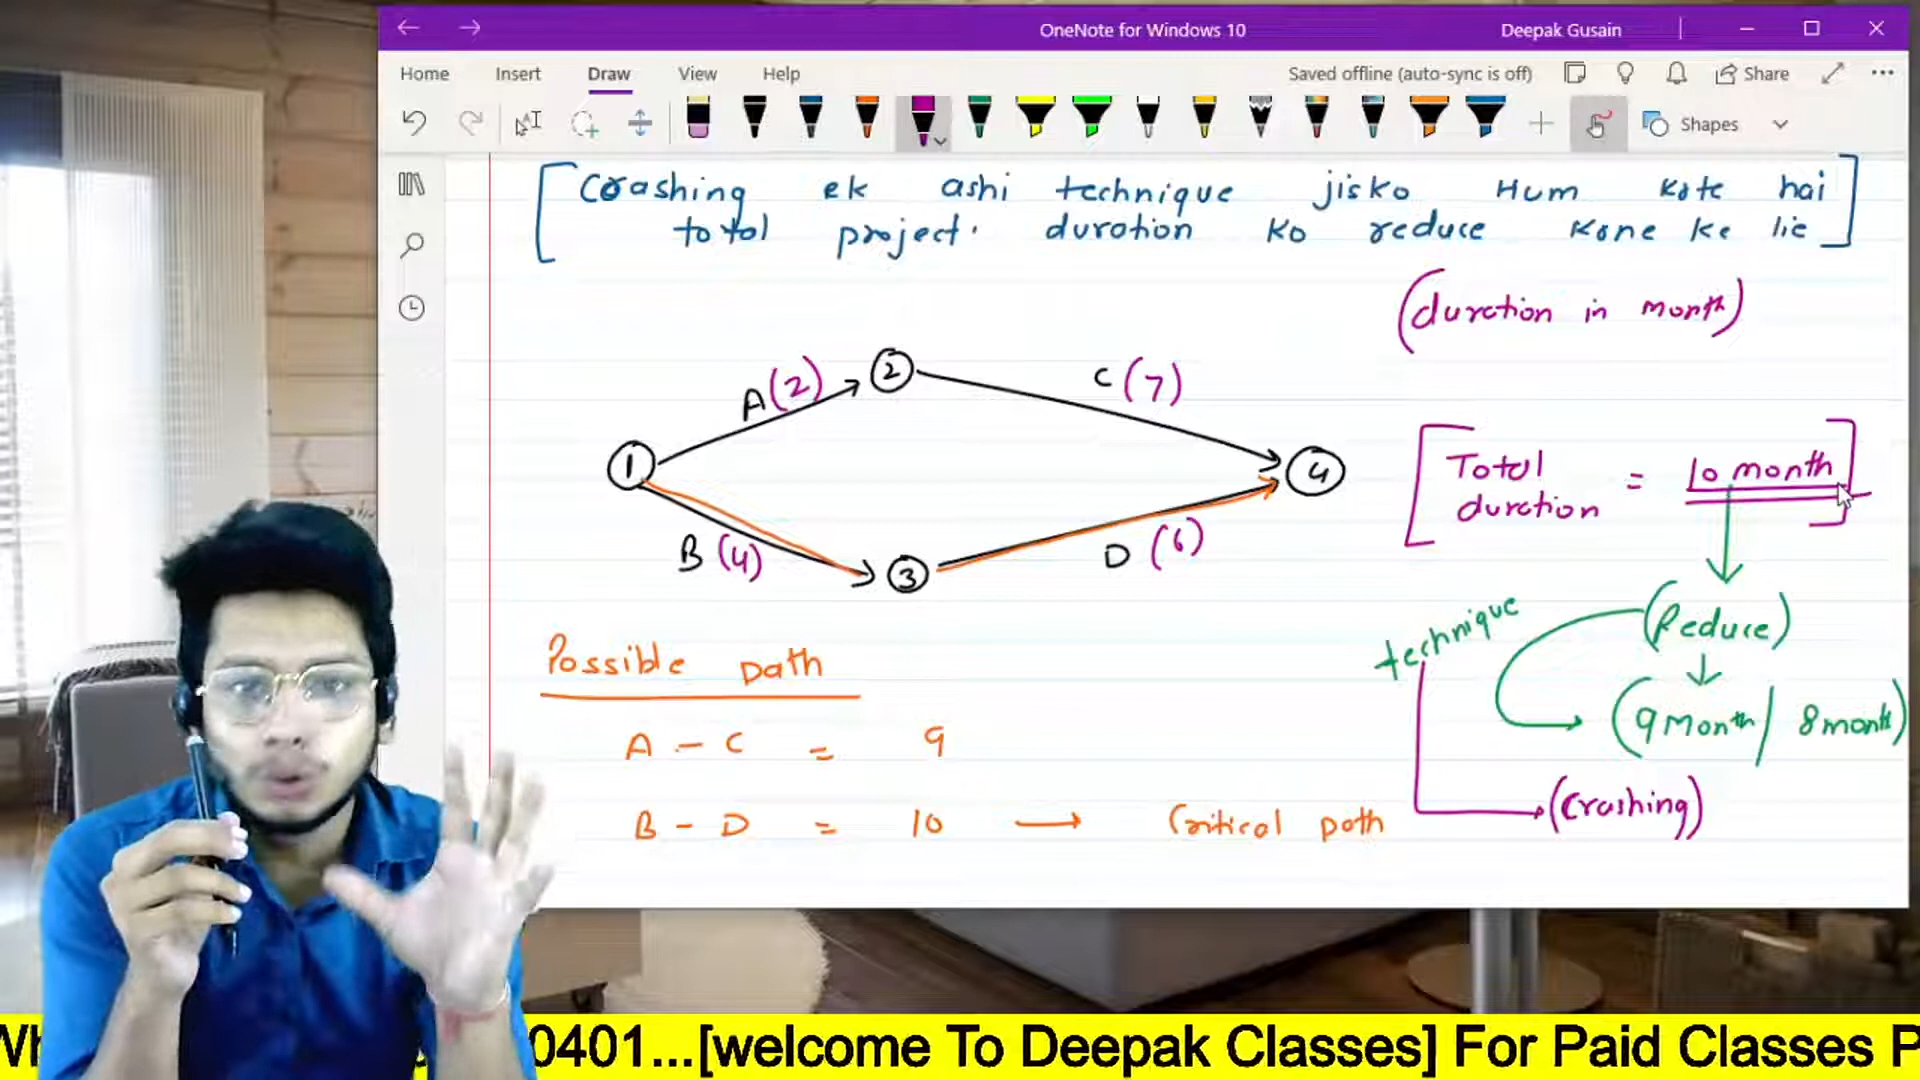 OneNote for Windows 10
Deepak Gusain
Home Insert Draw View Help
Saved offline (auto-sync is off)
Share
Shapes
Crashing ek ashi technique jisko Hum kste hai
total project. duration ko reduce krne ke lie
(duration in month)
A (2)
2
C (7)
1
4
B (4)
3
D (6)
Total duration = 10 month
technique
(Reduce)
(9 Month / 8 month)
(Crashing)
Possible path
A - C = 9
B - D = 10 → Critical path
0401...[welcome To Deepak Classes] For Paid Classes P